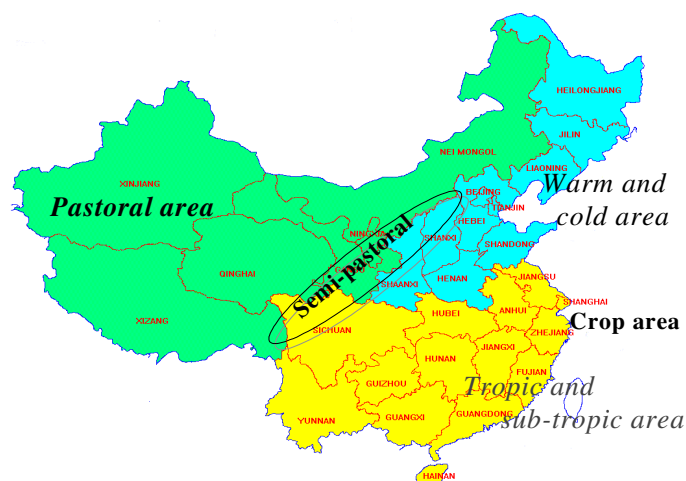 HEILONGJIANG
JILIN
NEI MONGOL
LIAONING
XINJIANG
Warm and
cold area
BEIJING
TIANJIN
Pastoral area
HEBEI
NINGXIA
SHANXI
SHANDONG
Semi-pastoral
QINGHAI
SHAANXI
HENAN
JIANGSU
SHANGHAI
XIZANG
SICHUAN
HUBEI
ANHUI
Crop area
ZHEJIANG
HUNAN
JIANGXI
FUJIAN
GUIZHOU
Tropic and
sub-tropic area
YUNNAN
GUANGXI
GUANGDONG
HAINAN